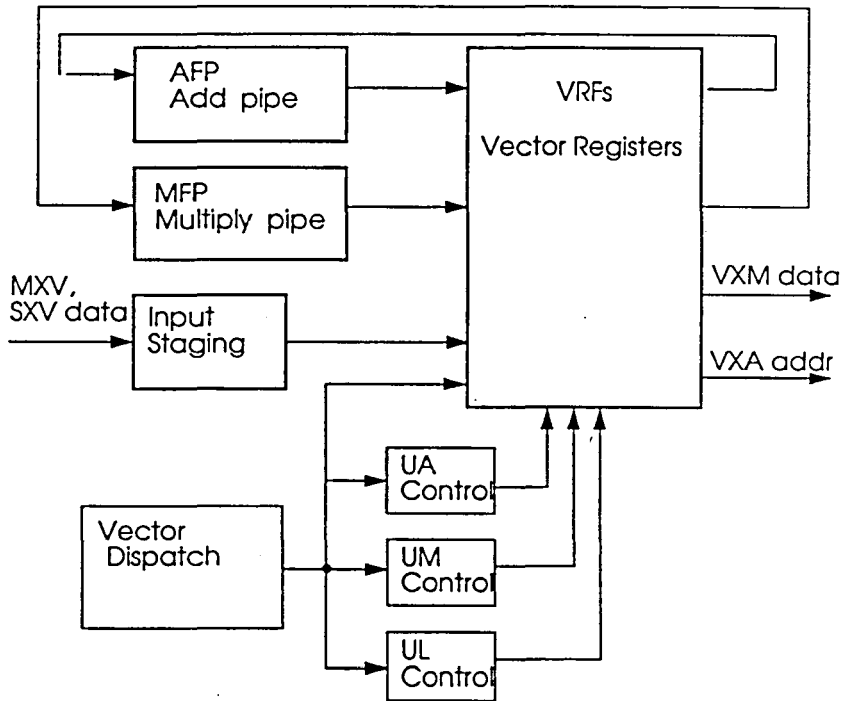 AFP
Add pipe
VRFs
Vector Registers
MFP
Multiply pipe
MXV,
SXV data
Input
Staging
VXM data
VXA addr
UA
Control
Vector
Dispatch
UM
Control
UL
Control